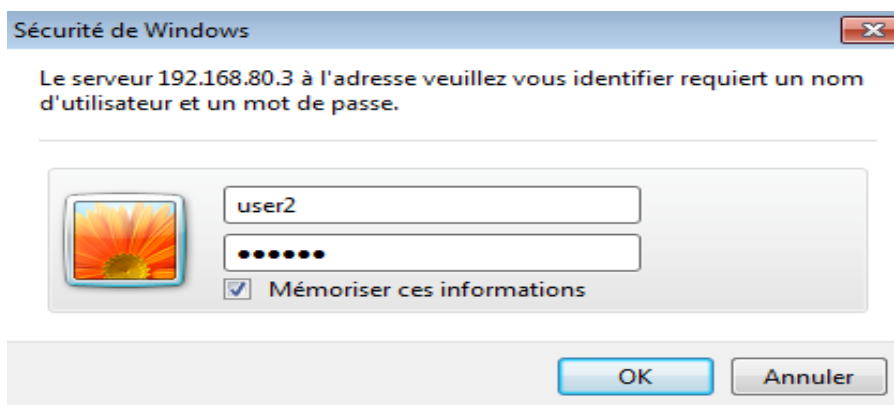 Sécurité de Windows
Le serveur 192.168.80.3 à l'adresse veuillez vous identifier requiert un nom
d'utilisateur et un mot de passe.
user2
●●●●●●
Mémoriser ces informations
OK
Annuler